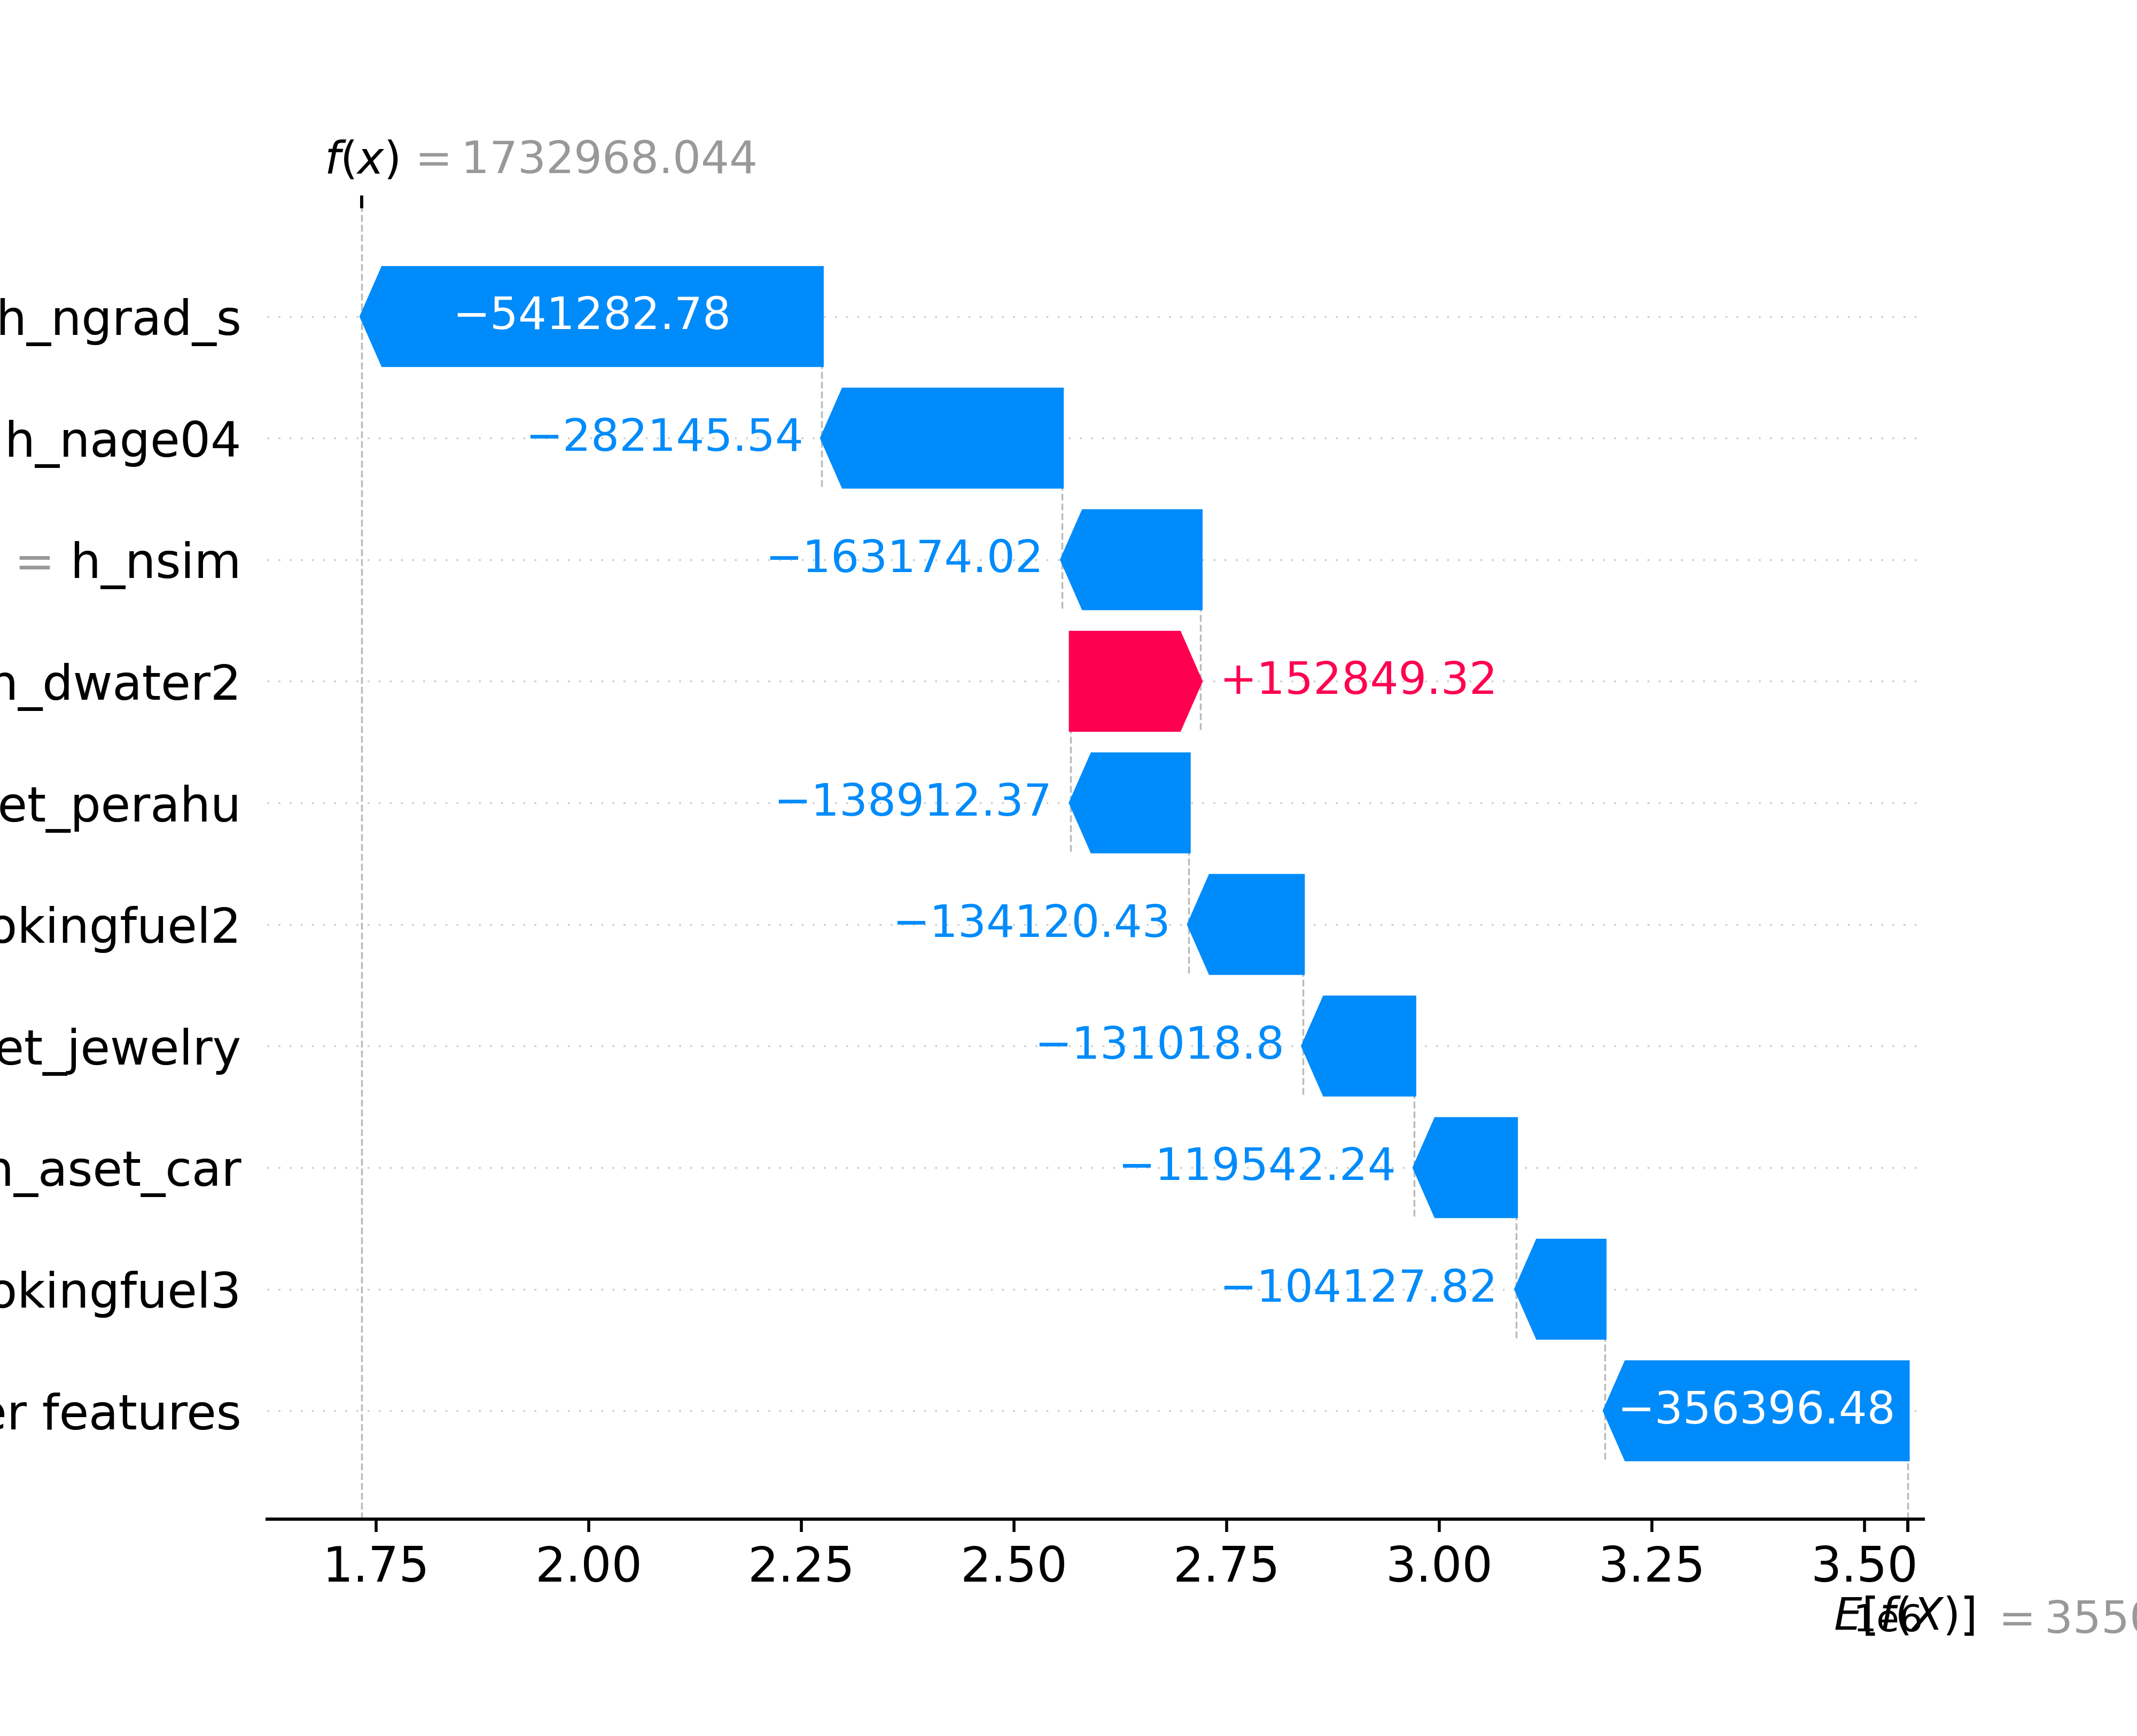 f(x) = 1732968.044
h_ngrad_s −541282.78
h_nage04 −282145.54
= h_nsim −163174.02
h_dwater2 +152849.32
et_perahu −138912.37
okingfuel2 −134120.43
et_jewelry −131018.8
h_aset_car −119542.24
okingfuel3 −104127.82
er features −356396.48
1.75 2.00 2.25 2.50 2.75 3.00 3.25 3.50
1e6
E[f(X)] = 3550